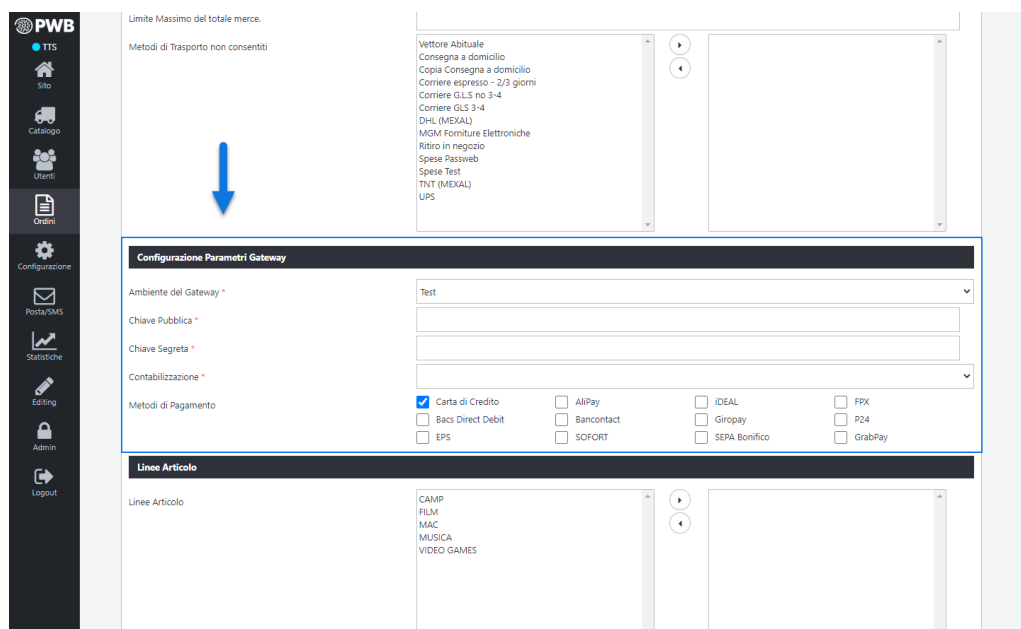 PWB
TTS
Sito
Catalogo
Utenti
Ordini
Configurazione
Posta/SMS
Statistiche
Editing
Admin
Logout
Limite Massimo del totale merce.
Metodi di Trasporto non consentiti
Vettore Abituale
Consegna a domicilio
Copia Consegna a domicilio
Corriere espresso - 2/3 giorni
Corriere G.L.S no 3-4
Corriere GLS 3-4
DHL (MEXAL)
MGM Forniture Elettroniche
Ritiro in negozio
Spese Passweb
Spese Test
TNT (MEXAL)
UPS
Configurazione Parametri Gateway
Ambiente del Gateway * Test
Chiave Pubblica *
Chiave Segreta *
Contabilizzazione *
Metodi di Pagamento
Carta di Credito AliPay iDEAL FPX
Bacs Direct Debit Bancontact Giropay P24
EPS SOFORT SEPA Bonifico GrabPay
Linee Articolo
Linee Articolo
CAMP
FILM
MAC
MUSICA
VIDEO GAMES